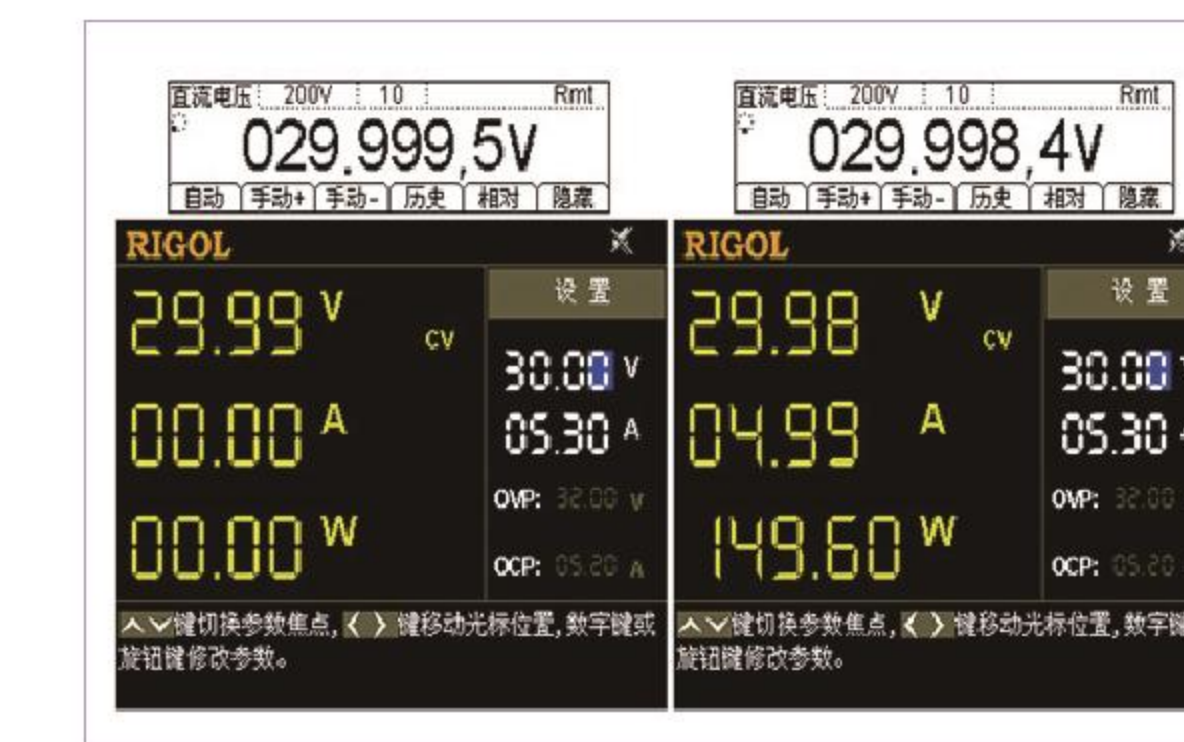 直流电压 200V 10 Rmt
029.999,5V
自动 手动+ 手动- 历史 相对 隐藏
RIGOL
设置
29.99 V
CV
30.00 V
00.00 A
05.30 A
OVP: 32.00 V
00.00 W
OCP: 05.20 A
键切换参数焦点, 键移动光标位置, 数字键或
旋钮键修改参数。
直流电压 200V 10 Rmt
029.998,4V
自动 手动+ 手动- 历史 相对 隐藏
RIGOL
设置
29.98 V
CV
30.00
04.99 A
05.30
OVP: 32.00
149.60 W
OCP: 05.20
键切换参数焦点, 键移动光标位置, 数字键
旋钮键修改参数。